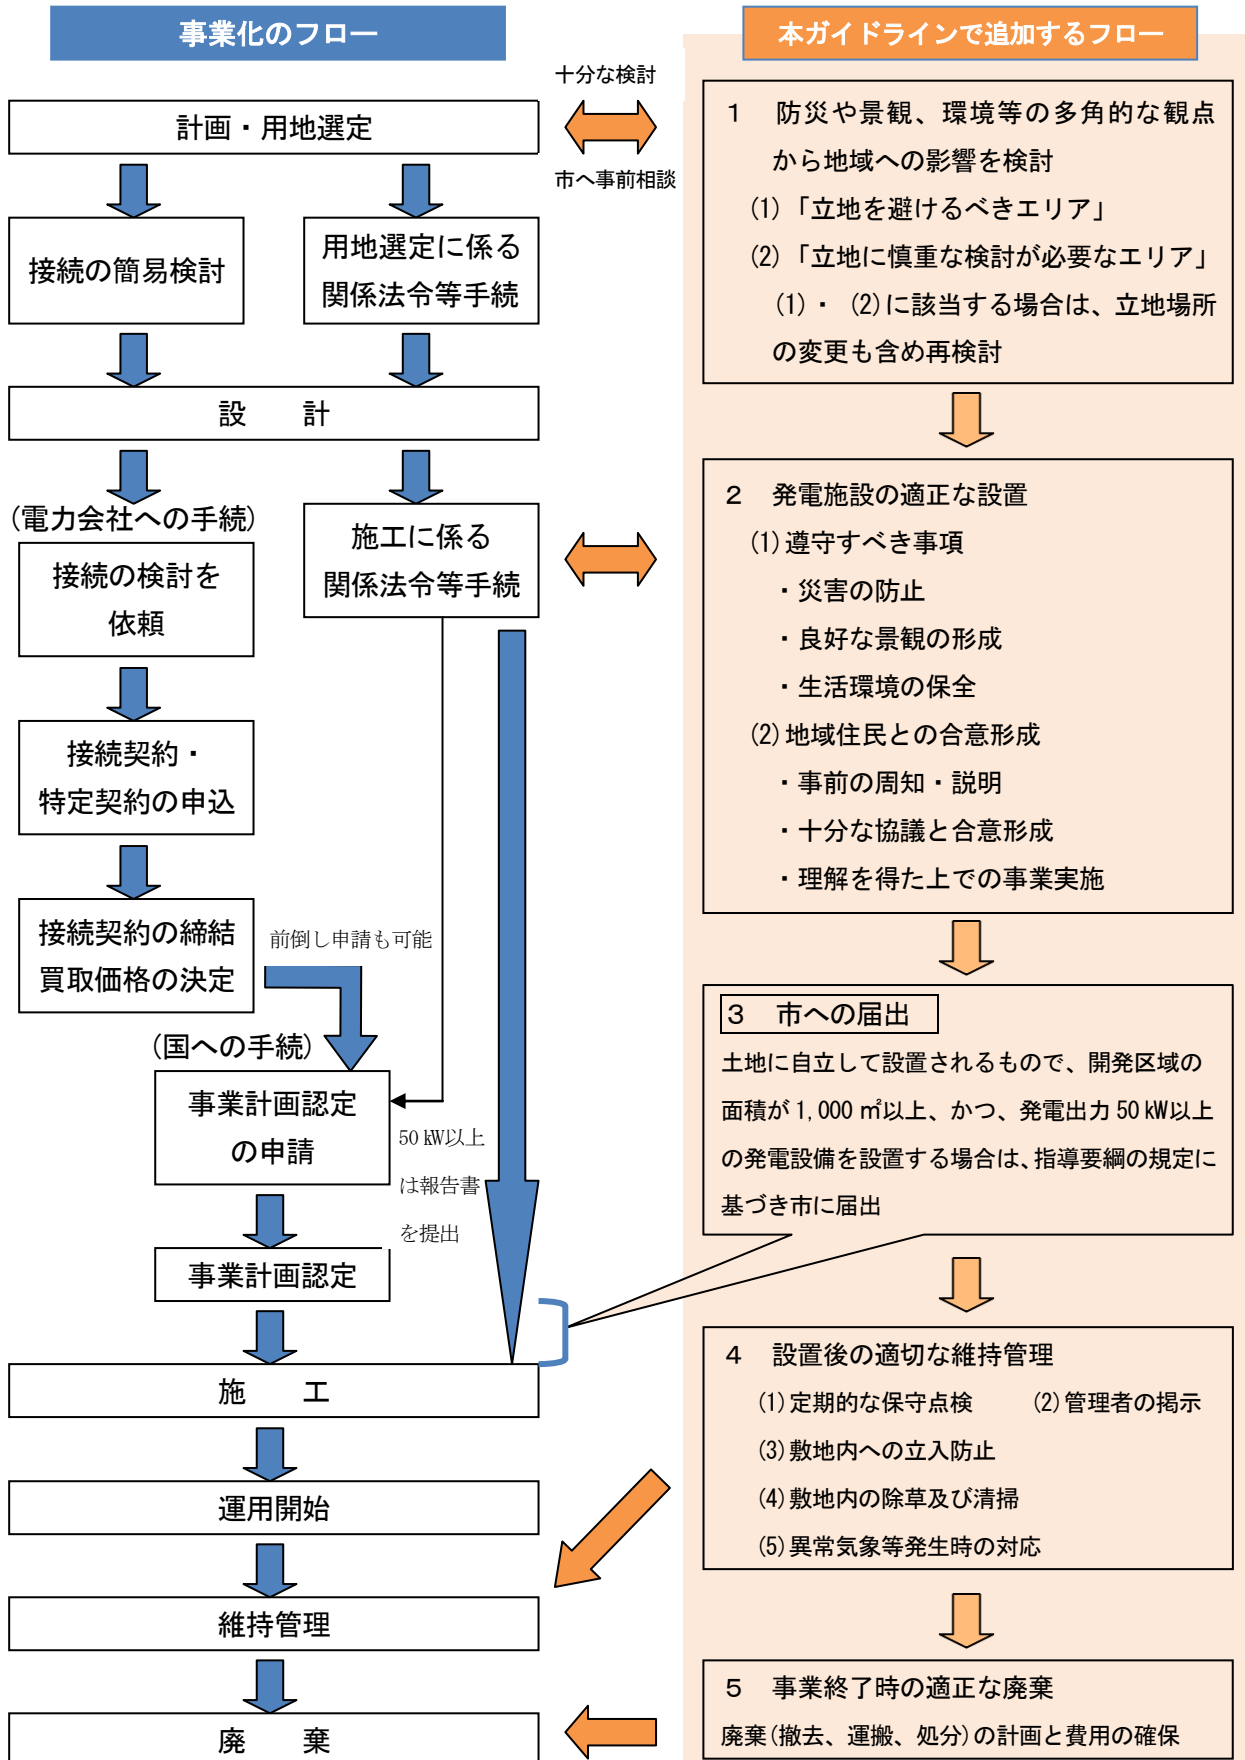 事業化のフロー
計画・用地選定
接続の簡易検討
用地選定に係る
関係法令等手続
設　　計
(電力会社への手続)
接続の検討を
依頼
施工に係る
関係法令等手続
接続契約・
特定契約の申込
接続契約の締結
買取価格の決定
前倒し申請も可能
(国への手続)
事業計画認定
の申請
50 kW以上
は報告書
を提出
事業計画認定
施　　工
運用開始
維持管理
廃　　棄
十分な検討
市へ事前相談
本ガイドラインで追加するフロー
１　防災や景観、環境等の多角的な観点
から地域への影響を検討
(1)「立地を避けるべきエリア」
(2)「立地に慎重な検討が必要なエリア」
(1)・ (2)に該当する場合は、立地場所
の変更も含め再検討
２　発電施設の適正な設置
(1)遵守すべき事項
・災害の防止
・良好な景観の形成
・生活環境の保全
(2)地域住民との合意形成
・事前の周知・説明
・十分な協議と合意形成
・理解を得た上での事業実施
３　市への届出
土地に自立して設置されるもので、開発区域の
面積が 1,000 ㎡以上、かつ、発電出力 50 kW以上
の発電設備を設置する場合は、指導要綱の規定に
基づき市に届出
４　設置後の適切な維持管理
(1)定期的な保守点検　　(2)管理者の掲示
(3)敷地内への立入防止
(4)敷地内の除草及び清掃
(5)異常気象等発生時の対応
５　事業終了時の適正な廃棄
廃棄(撤去、運搬、処分)の計画と費用の確保